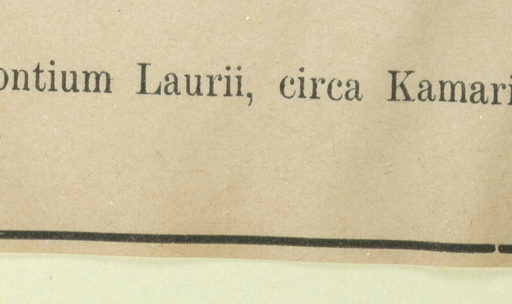 ontium Laurii, circa Kamari